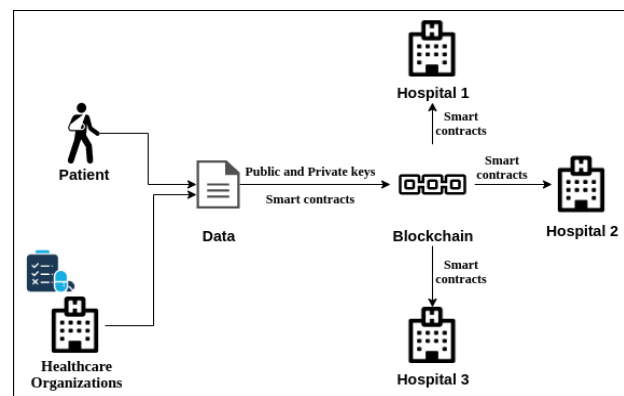 Hospital 1
Smart
contracts
Patient
Public and Private keys
Smart contracts
Smart
contracts
Data
Blockchain
Hospital 2
Smart
contracts
Healthcare
Organizations
Hospital 3